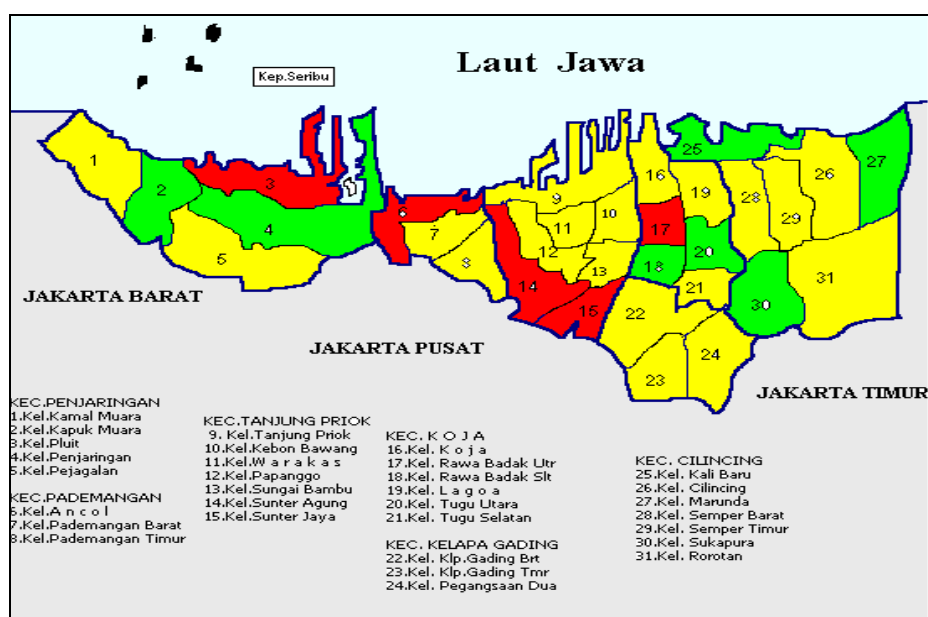 Laut Jawa
Kep.Seribu
1
2
3
4
5
6
7
8
9
10
11
12
13
14
15
16
17
18
19
20
21
22
23
24
25
26
27
28
29
30
31
JAKARTA BARAT
JAKARTA PUSAT
JAKARTA TIMUR
KEC.PENJARINGAN
1.Kel.Kamal Muara
2.Kel.Kapuk Muara
3.Kel.Pluit
4.Kel.Penjaringan
5.Kel.Pejagalan
KEC.PADEMANGAN
6.Kel.A n c o l
7.Kel.Pademangan Barat
8.Kel.Pademangan Timur
KEC.TANJUNG PRIOK
9. Kel.Tanjung Priok
10.Kel.Kebon Bawang
11.Kel.W a r a k a s
12.Kel.Papanggo
13.Kel.Sungai Bambu
14.Kel.Sunter Agung
15.Kel.Sunter Jaya
KEC. K O J A
16.Kel. K o j a
17.Kel. Rawa Badak Utr
18.Kel. Rawa Badak Slt
19.Kel. L a g o a
20.Kel. Tugu Utara
21.Kel. Tugu Selatan
KEC. KELAPA GADING
22.Kel. Klp.Gading Brt
23.Kel. Klp.Gading Tmr
24.Kel. Pegangsaan Dua
KEC. CILINCING
25.Kel. Kali Baru
26.Kel. Cilincing
27.Kel. Marunda
28.Kel. Semper Barat
29.Kel. Semper Timur
30.Kel. Sukapura
31.Kel. Rorotan